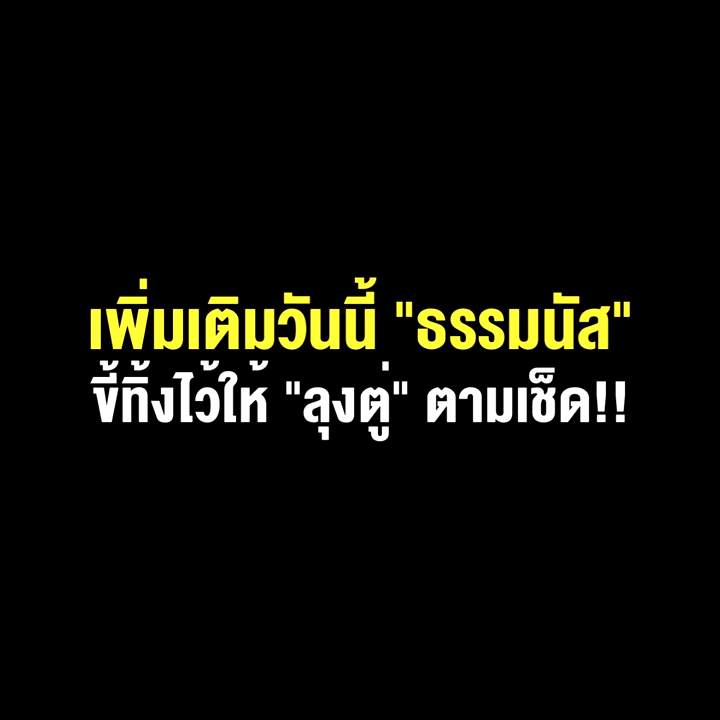 เพิ่มเติมวันนี้ "ธรรมนัส"
ขี้ทิ้งไว้ให้ "ลุงตู่" ตามเช็ด!!